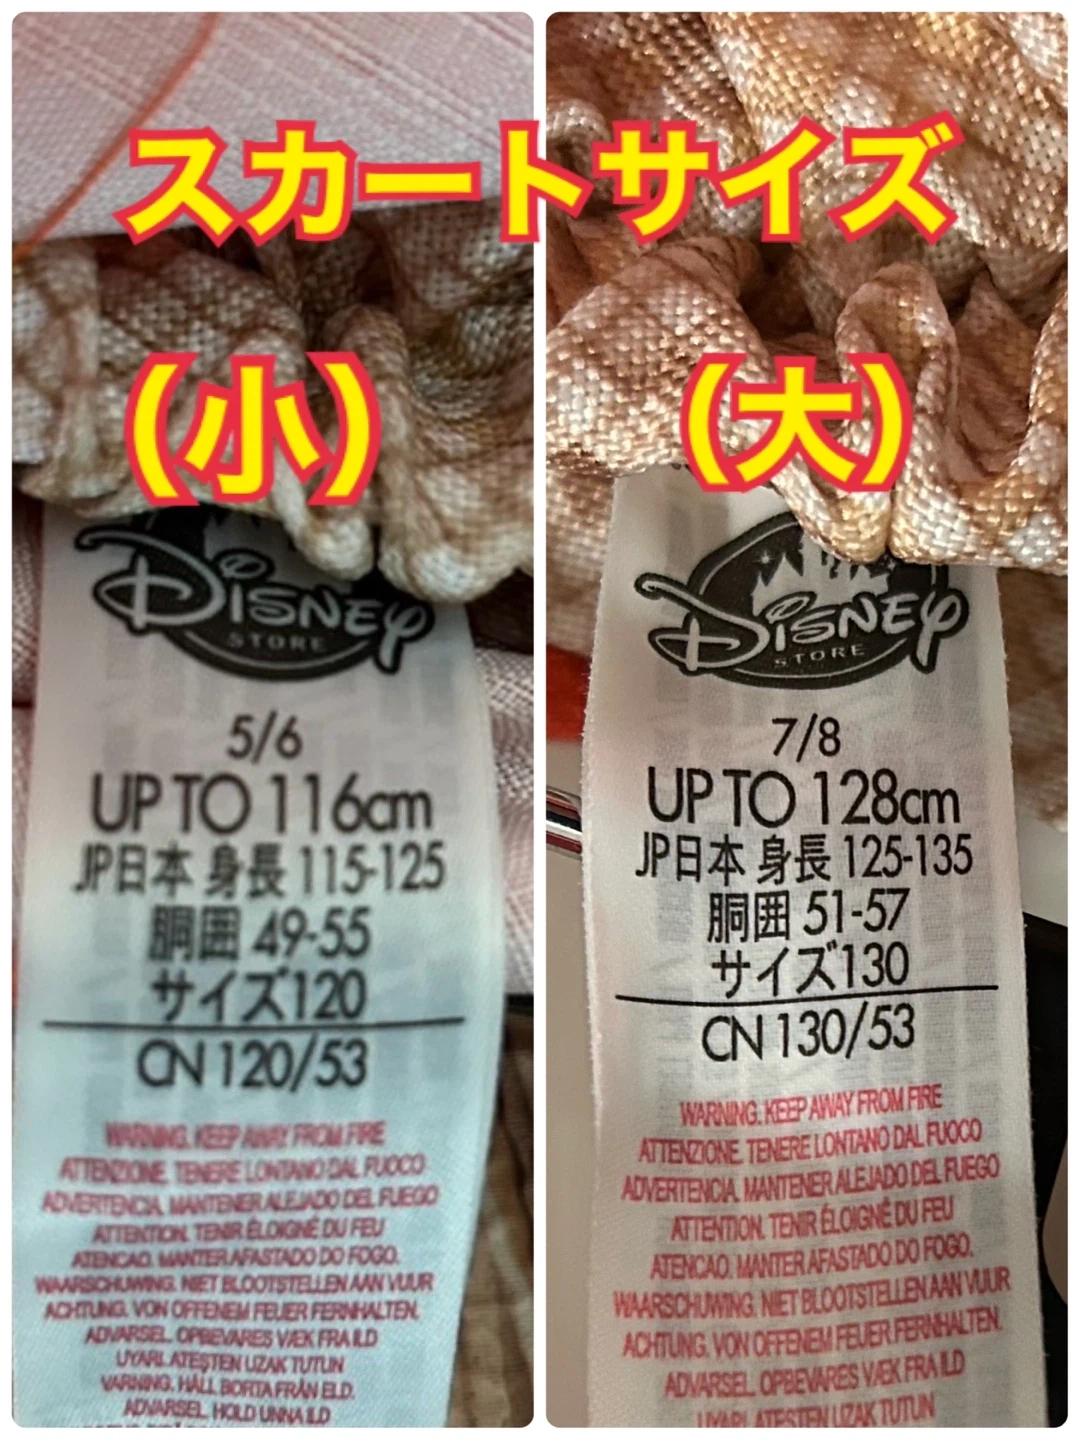 スカートサイズ
(小)
DISNEY
STORE
5/6
UP TO 116cm
JP日本 身長 115-125
胴囲 49-55
サイズ120
CN 120/53
WARNING. KEEP AWAY FROM FIRE
ATTENZIONE. TENERE LONTANO DAL FUOCO
ADVERTENCIA. MANTENER ALEJADO DEL FUEGO
ATTENTION. TENIR ÉLOIGNÉ DU FEU
ATENCAO. MANTER AFASTADO DO FOGO.
WAARSCHUWING. NIET BLOOTSTELLEN AAN VUUR
ACHTUNG. VON OFFENEM FEUER FERNHALTEN.
ADVARSEL. OPBEVARES VÆK FRA ILD
UYARI. ATEŞTEN UZAK TUTUN
VARNING. HÅLL BORTA FRÅN ELD.
ADVARSEL. HOLD UNNA ILD
(大)
DISNEY
STORE
7/8
UP TO 128cm
JP日本 身長 125-135
胴囲 51-57
サイズ130
CN 130/53
WARNING. KEEP AWAY FROM FIRE
ATTENZIONE. TENERE LONTANO DAL FUOCO
ADVERTENCIA. MANTENER ALEJADO DEL FUEGO
ATTENTION. TENIR ÉLOIGNÉ DU FEU
ATENCAO. MANTER AFASTADO DO FOGO.
WAARSCHUWING. NIET BLOOTSTELLEN AAN VUUR
ACHTUNG. VON OFFENEM FEUER FERNHALTEN.
ADVARSEL. OPBEVARES VÆK FRA ILD
UYARI. ATESTEN UZAK TUTUN